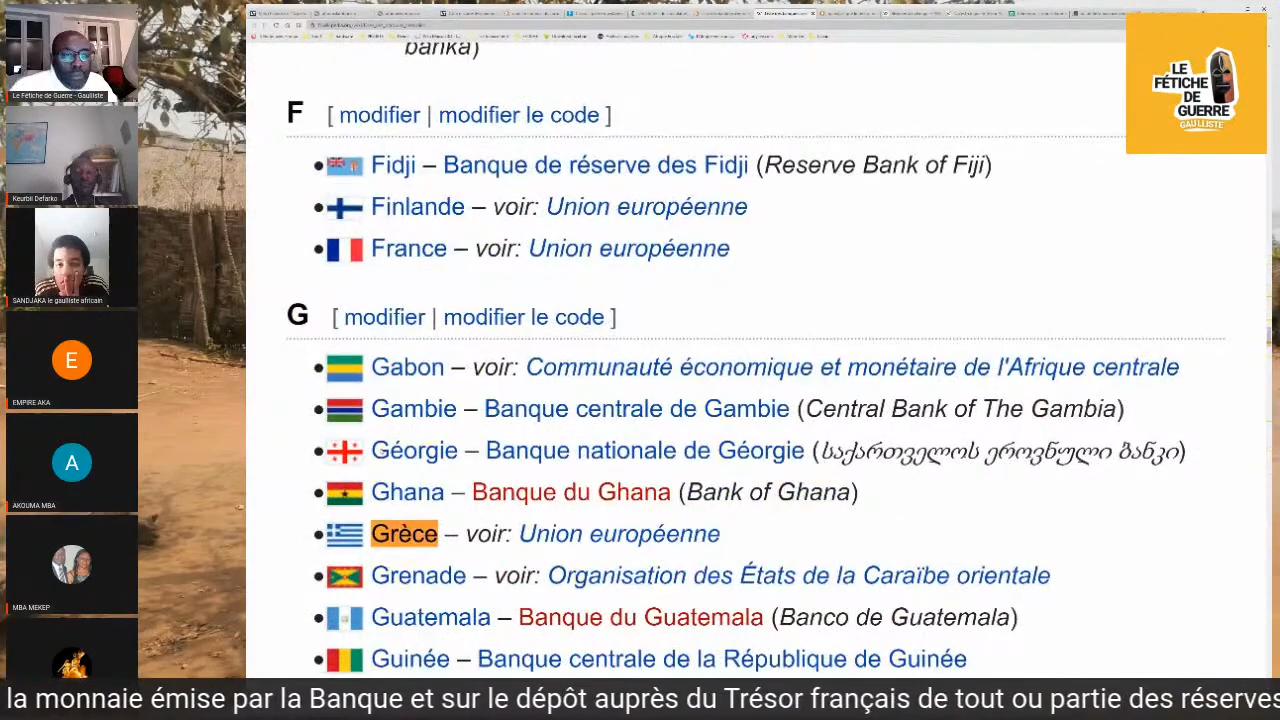 banka)
LE
FÉTICHE
DE
GUERRE
GAULLISTE
Le Fétiche de Guerre - Gaulliste
F [ modifier | modifier le code ]
Fidji – Banque de réserve des Fidji (Reserve Bank of Fiji)
Keurbii Defarko
Finlande – voir: Union européenne
France – voir: Union européenne
SANDJAKA le gaulliste africain
G [ modifier | modifier le code ]
E
Gabon – voir: Communauté économique et monétaire de l'Afrique centrale
EMPIRE AKA
Gambie – Banque centrale de Gambie (Central Bank of The Gambia)
A
Géorgie – Banque nationale de Géorgie (საქართველოს ეროვნული ბანკი)
AKOUMA MBA
Ghana – Banque du Ghana (Bank of Ghana)
Grèce – voir: Union européenne
Grenade – voir: Organisation des États de la Caraïbe orientale
MBA MEKEP
Guatemala – Banque du Guatemala (Banco de Guatemala)
Guinée – Banque centrale de la République de Guinée
la monnaie émise par la Banque et sur le dépôt auprès du Trésor français de tout ou partie des réserves